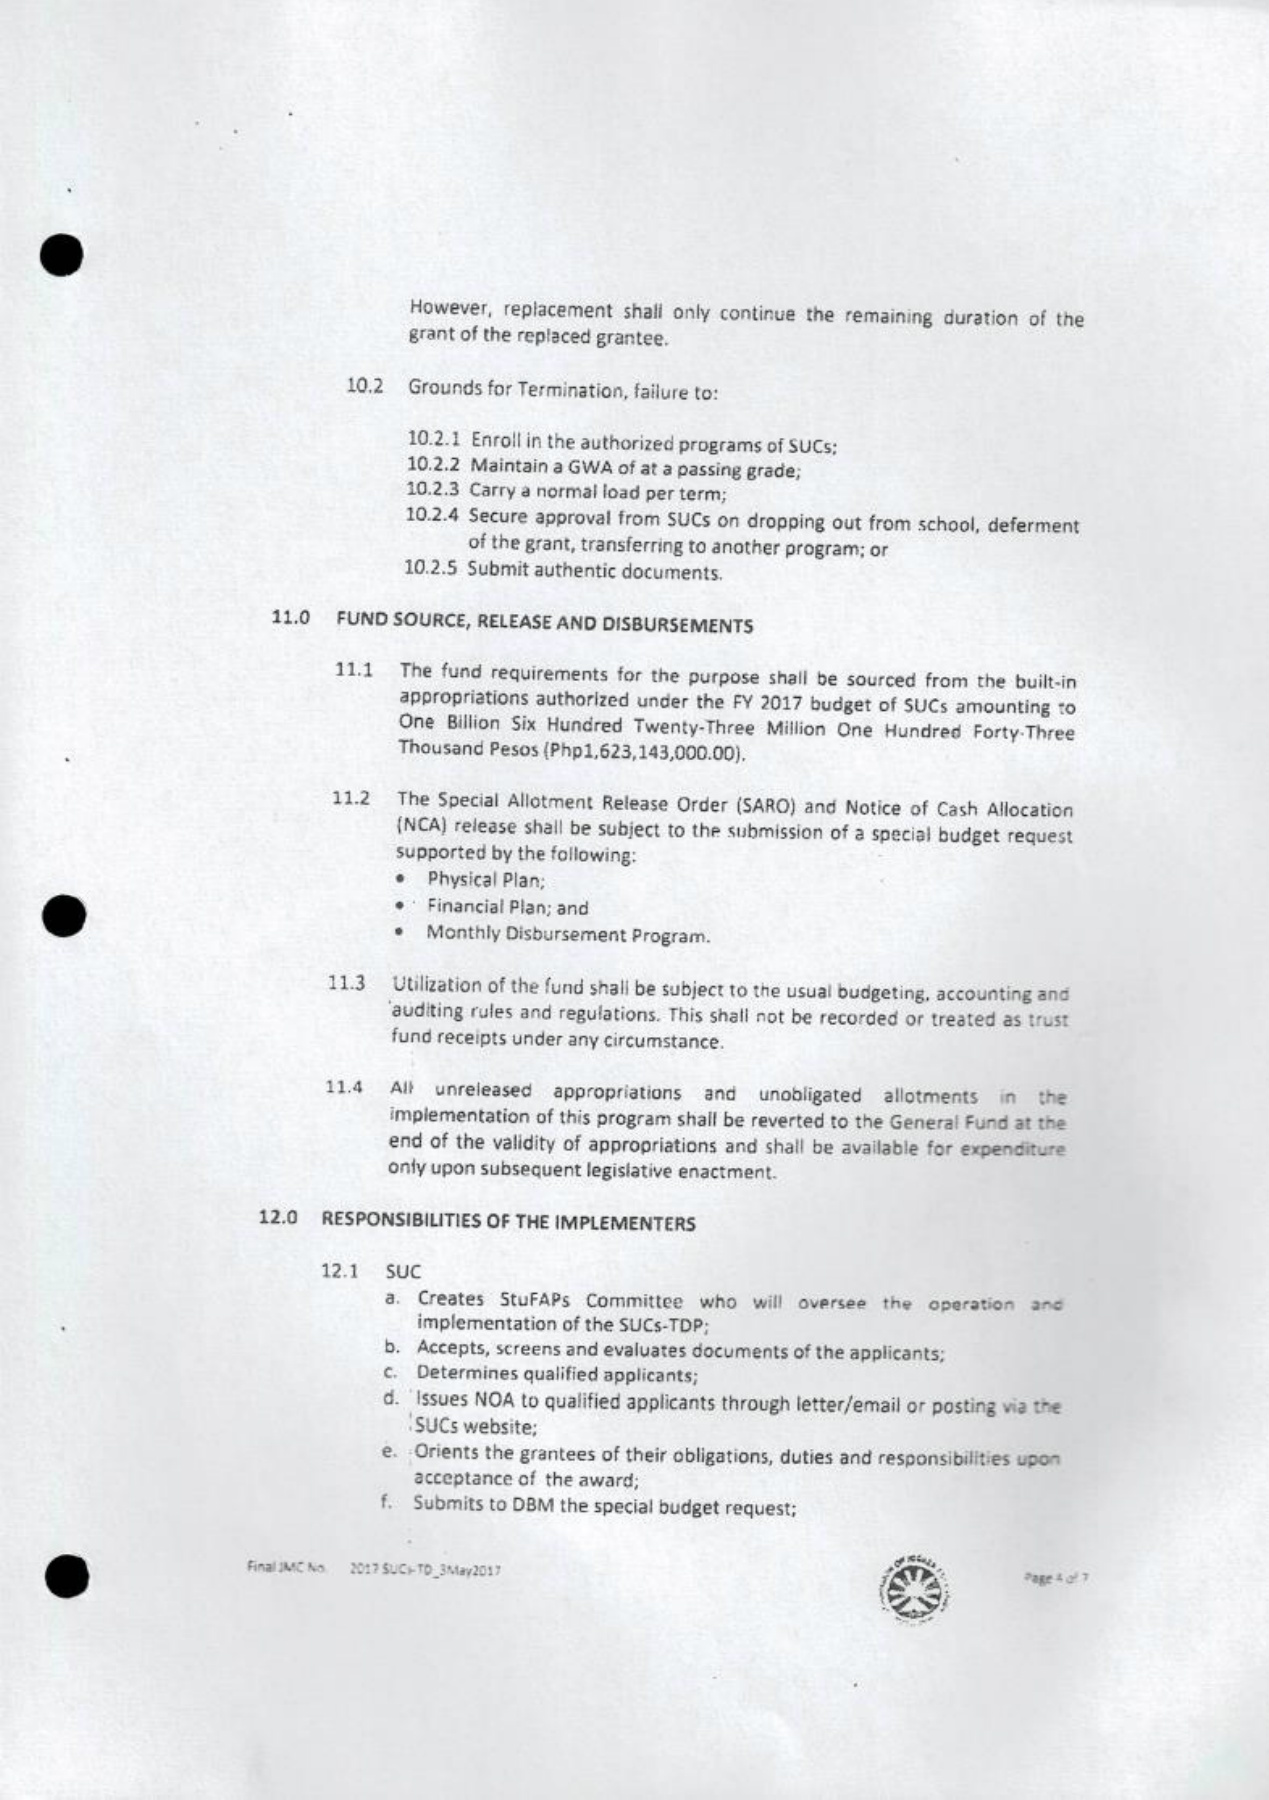 However, replacement shall only continue the remaining duration of the
grant of the replaced grantee.
10.2 Grounds for Termination, failure to:
10.2.1 Enroll in the authorized programs of SUCs;
10.2.2 Maintain a GWA of at a passing grade;
10.2.3 Carry a normal load per term;
10.2.4 Secure approval from SUCs on dropping out from school, deferment
of the grant, transferring to another program; or
10.2.5 Submit authentic documents.
11.0 FUND SOURCE, RELEASE AND DISBURSEMENTS
11.1 The fund requirements for the purpose shall be sourced from the built-in
appropriations authorized under the FY 2017 budget of SUCs amounting to
One Billion Six Hundred Twenty-Three Million One Hundred Forty-Three
Thousand Pesos (Php1,623,143,000.00).
11.2 The Special Allotment Release Order (SARO) and Notice of Cash Allocation
(NCA) release shall be subject to the submission of a special budget request
supported by the following:
• Physical Plan;
• Financial Plan; and
• Monthly Disbursement Program.
11.3 Utilization of the fund shall be subject to the usual budgeting, accounting and
auditing rules and regulations. This shall not be recorded or treated as trust
fund receipts under any circumstance.
11.4 All unreleased appropriations and unobligated allotments in the
implementation of this program shall be reverted to the General Fund at the
end of the validity of appropriations and shall be available for expenditure
only upon subsequent legislative enactment.
12.0 RESPONSIBILITIES OF THE IMPLEMENTERS
12.1 SUC
a. Creates StuFAPs Committee who will oversee the operation and
implementation of the SUCs-TDP;
b. Accepts, screens and evaluates documents of the applicants;
c. Determines qualified applicants;
d. Issues NOA to qualified applicants through letter/email or posting via the
SUCs website;
e. Orients the grantees of their obligations, duties and responsibilities upon
acceptance of the award;
f. Submits to DBM the special budget request;
Final JMC No. 2017 SUCs-TD_3May2017
Page 4 of 7